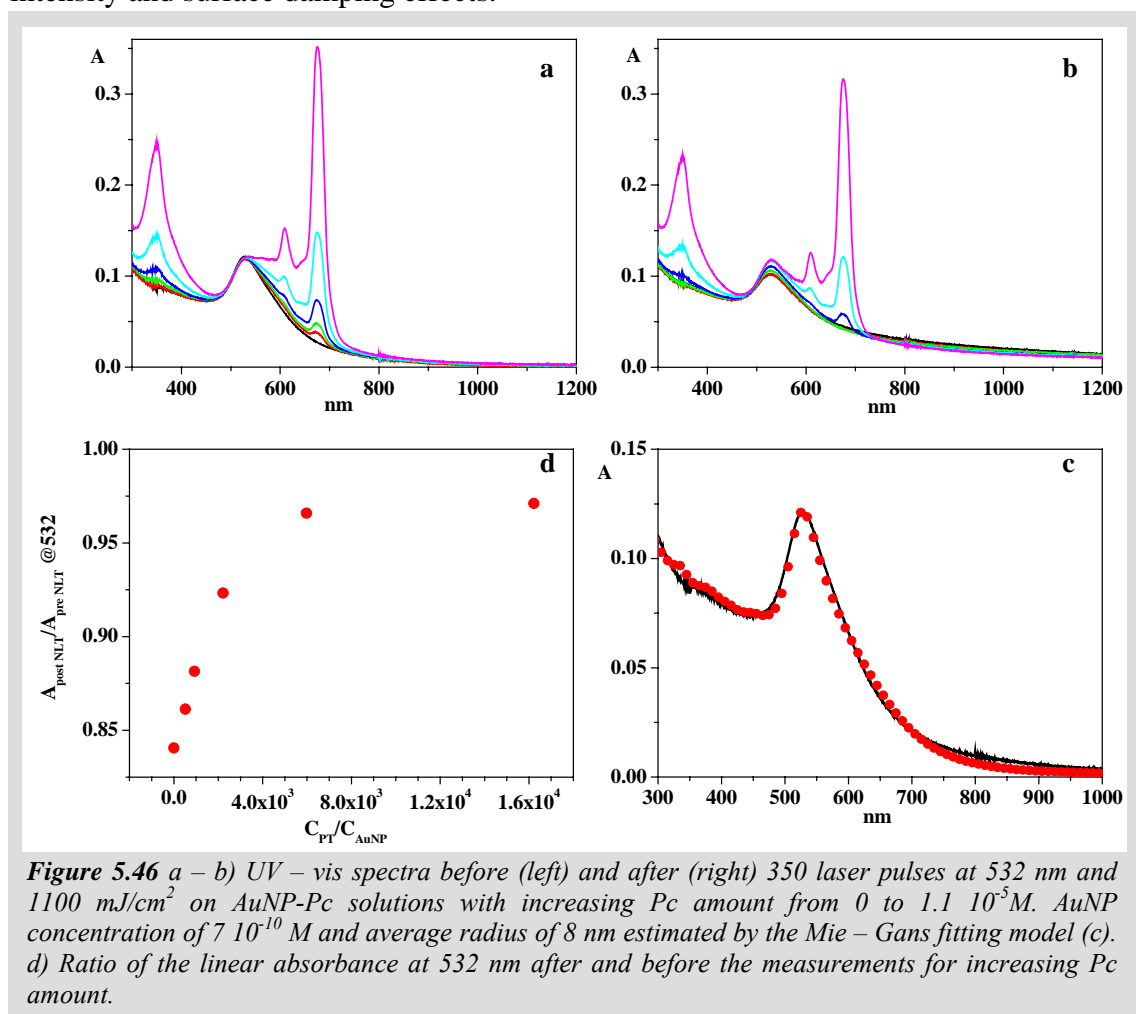 intensity and surface damping effects.
A
a
0.3
0.2
0.1
0.0
400 600 800 1000 1200
nm
A
b
0.3
0.2
0.1
0.0
400 600 800 1000 1200
nm
1.00
d
0.95
0.90
0.85
A post NLT/A pre NLT @532
0.0 4.0x10³ 8.0x10³ 1.2x10⁴ 1.6x10⁴
C PT/C AuNP
0.15
A
c
0.10
0.05
0.00
300 400 500 600 700 800 900 1000
nm
Figure 5.46 a – b) UV – vis spectra before (left) and after (right) 350 laser pulses at 532 nm and
1100 mJ/cm² on AuNP-Pc solutions with increasing Pc amount from 0 to 1.1 10⁻⁵M. AuNP
concentration of 7 10⁻¹⁰ M and average radius of 8 nm estimated by the Mie – Gans fitting model (c).
d) Ratio of the linear absorbance at 532 nm after and before the measurements for increasing Pc
amount.